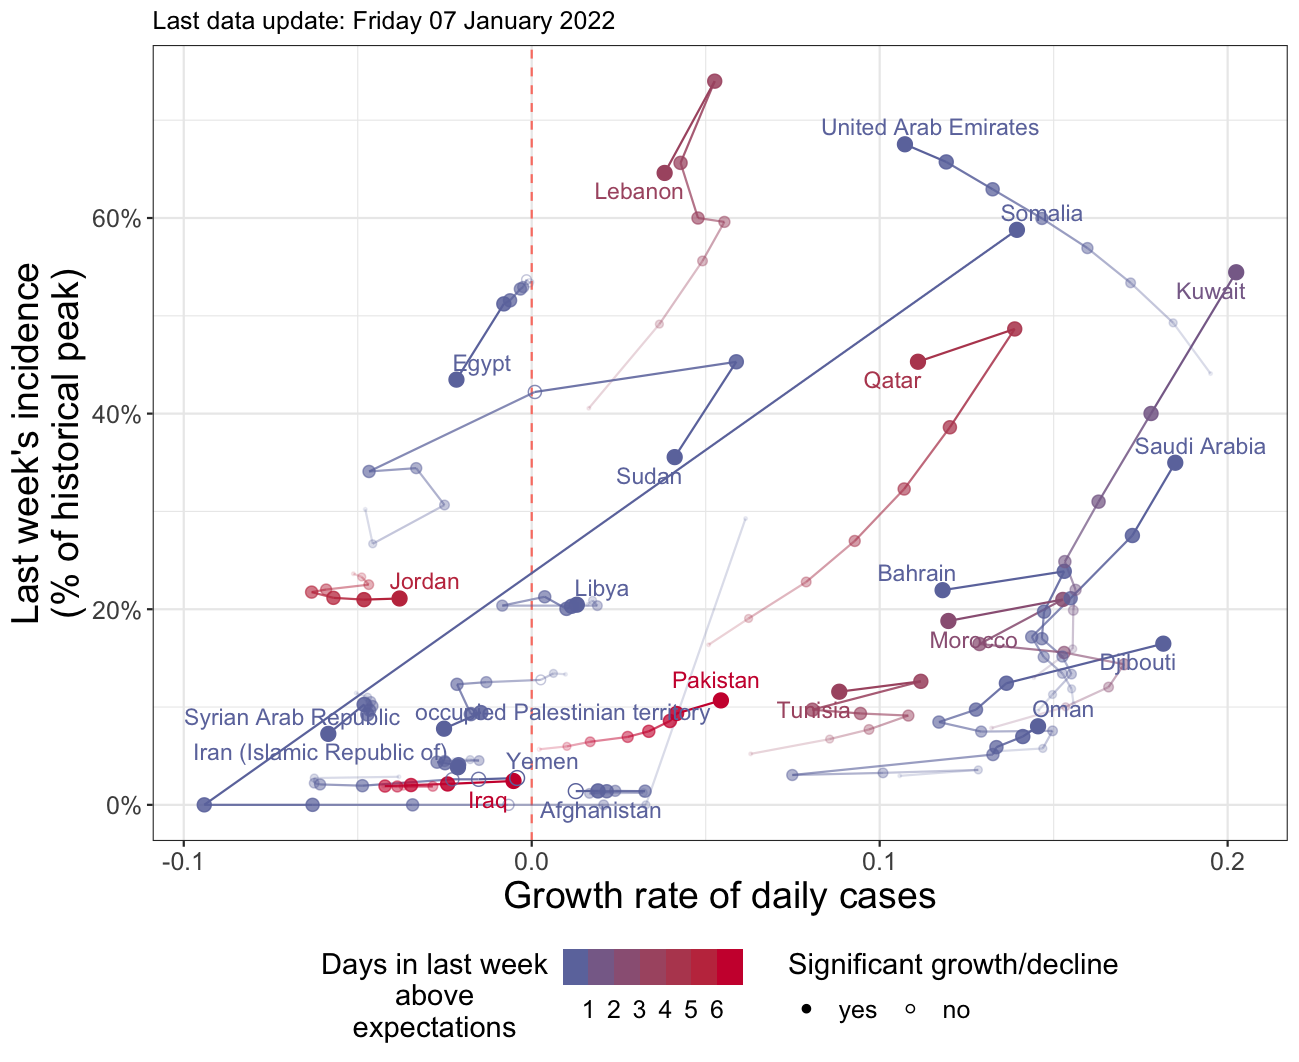 Last data update: Friday 07 January 2022
United Arab Emirates
Lebanon
Somalia
60%
Kuwait
Egypt
Qatar
40%
Saudi Arabia
Sudan
Last week's incidence
(% of historical peak)
Bahrain
Jordan
Libya
20%
Morocco
Djibouti
Pakistan
Tunisia
Oman
Syrian Arab Republic
occupied Palestinian territory
Iran (Islamic Republic of)
Yemen
Iraq
Afghanistan
0%
-0.1
0.0
0.1
0.2
Growth rate of daily cases
Days in last week
above
expectations
1 2 3 4 5 6
Significant growth/decline
yes
no